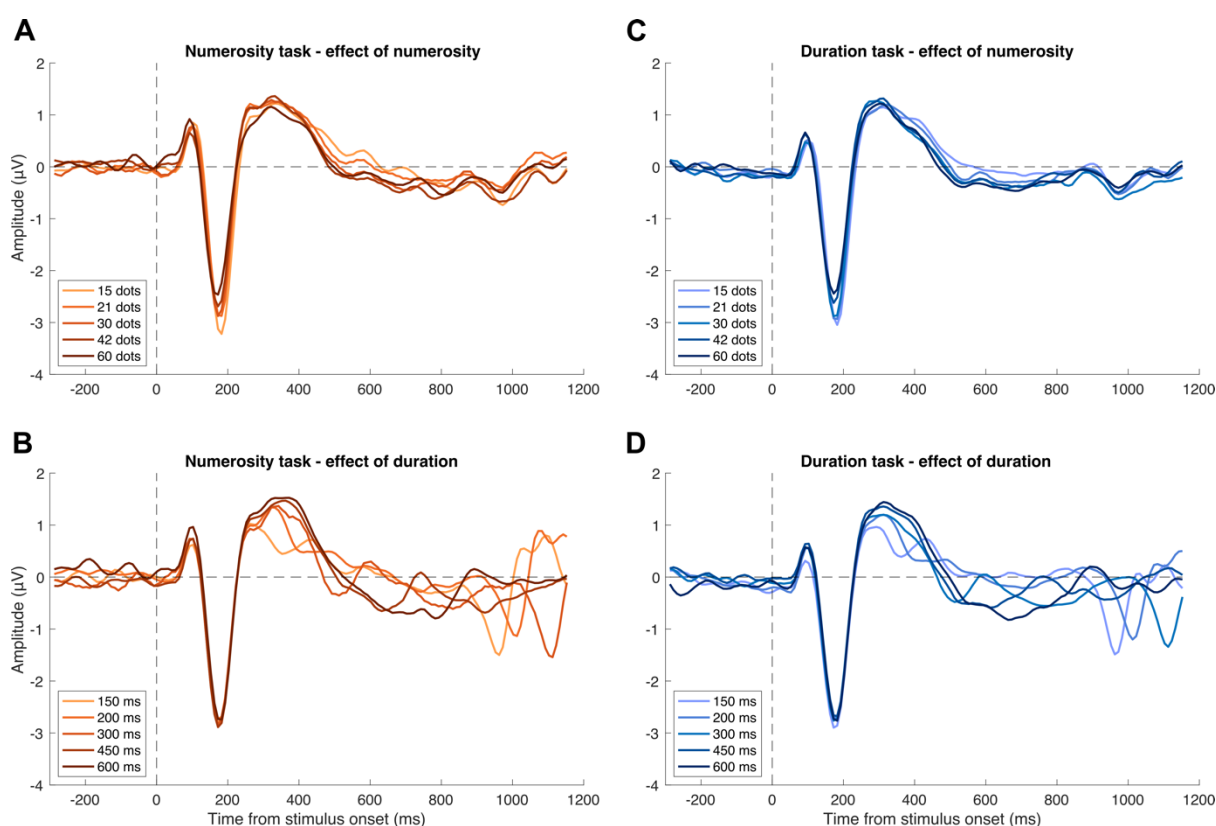 A
Numerosity task - effect of numerosity
2
1
0
-1
-2
-3
-4
Amplitude (µV)
15 dots
21 dots
30 dots
42 dots
60 dots
-200 0 200 400 600 800 1000 1200
C
Duration task - effect of numerosity
2
1
0
-1
-2
-3
-4
15 dots
21 dots
30 dots
42 dots
60 dots
-200 0 200 400 600 800 1000 1200
B
Numerosity task - effect of duration
2
1
0
-1
-2
-3
-4
Amplitude (µV)
150 ms
200 ms
300 ms
450 ms
600 ms
-200 0 200 400 600 800 1000 1200
Time from stimulus onset (ms)
D
Duration task - effect of duration
2
1
0
-1
-2
-3
-4
150 ms
200 ms
300 ms
450 ms
600 ms
-200 0 200 400 600 800 1000 1200
Time from stimulus onset (ms)